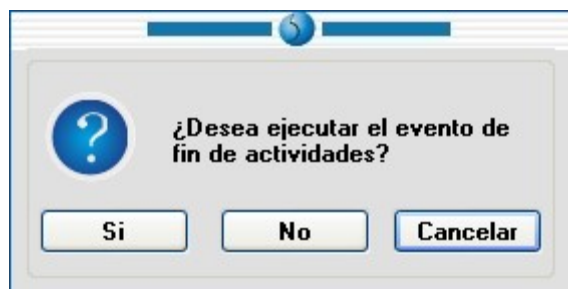 ¿Desea ejecutar el evento de
fin de actividades?
Si
No
Cancelar